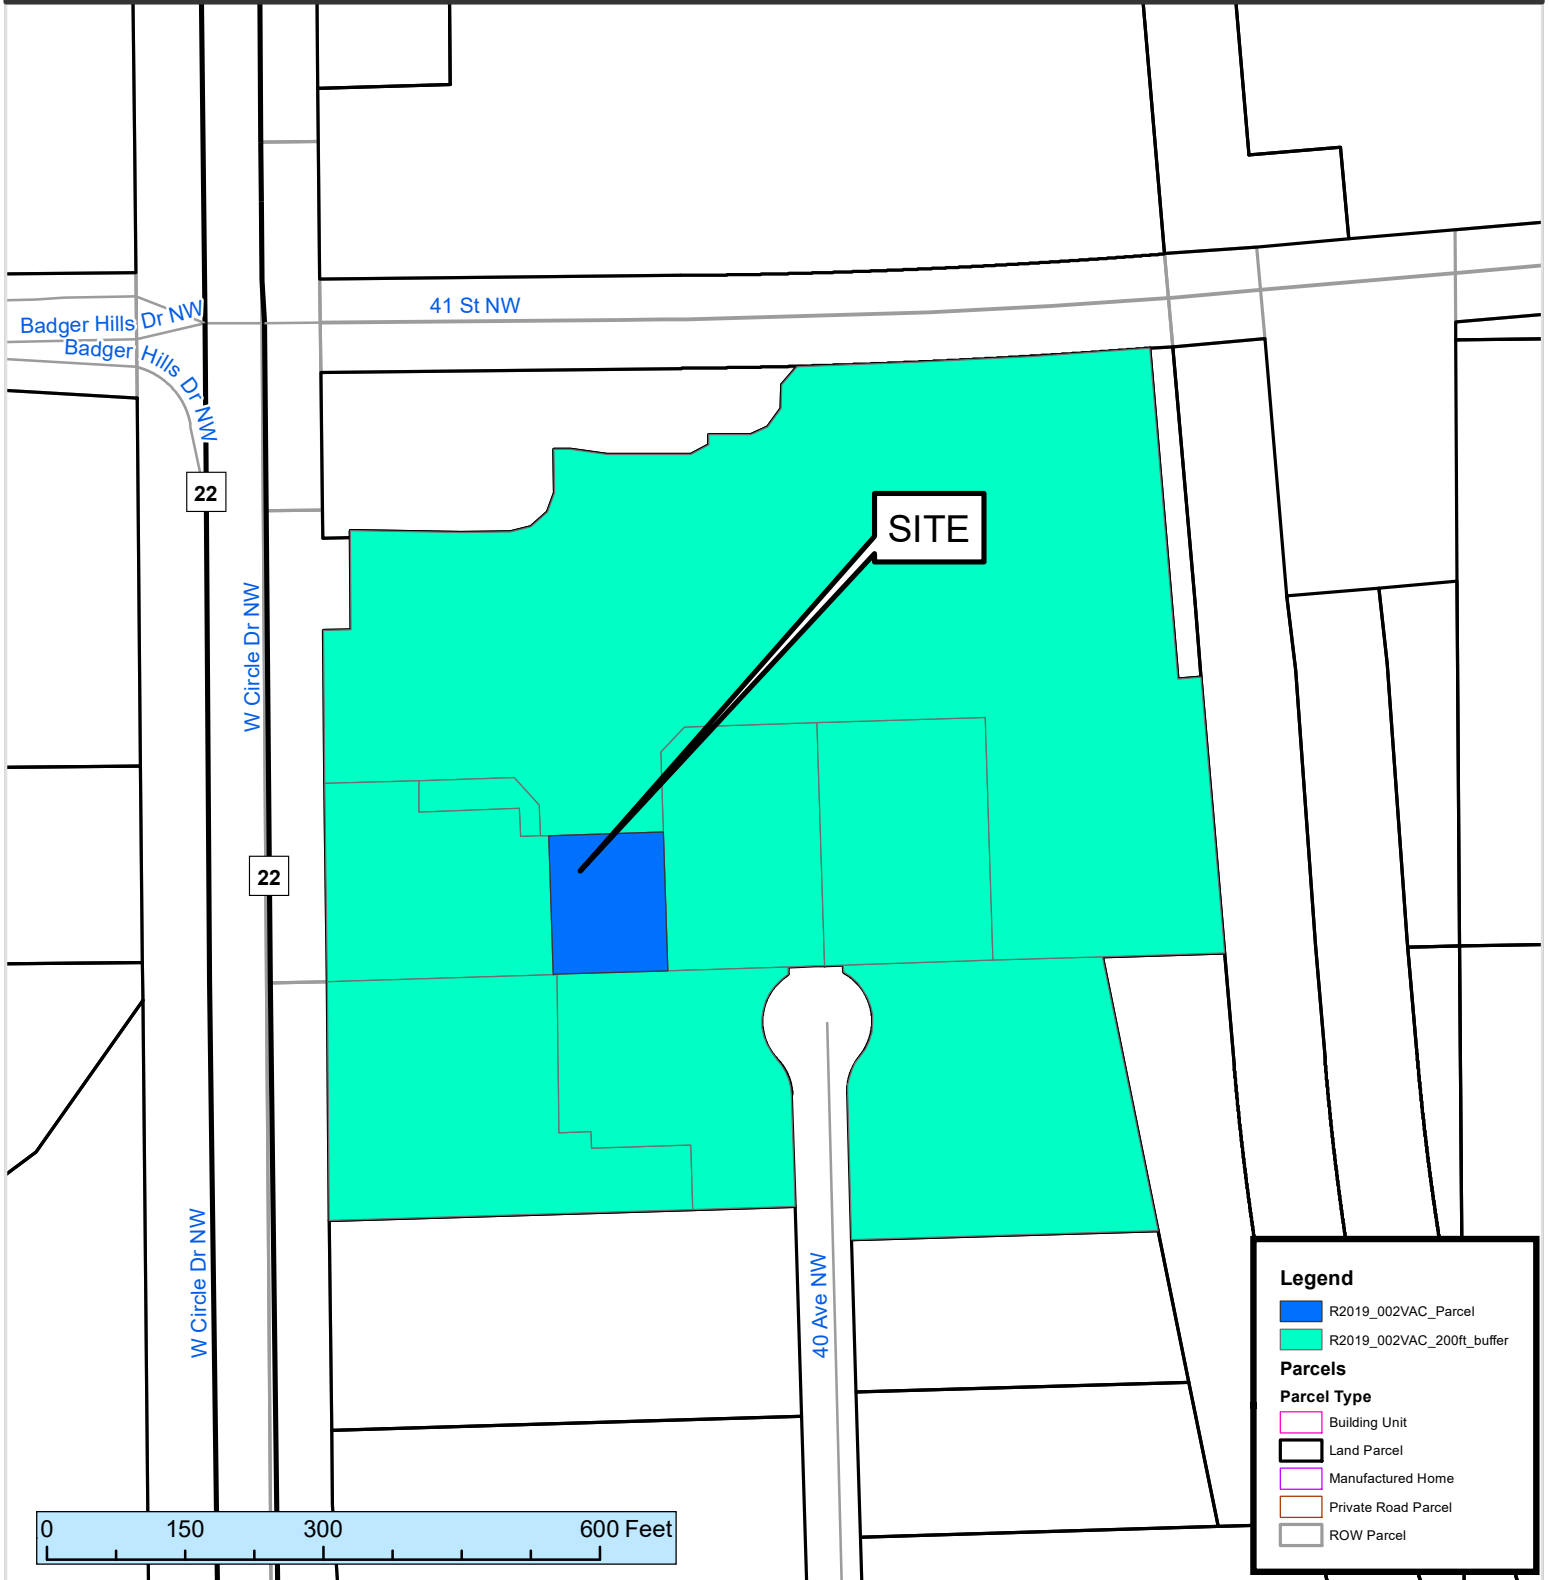 41 St NW
Badger Hills Dr NW
Badger Hills Dr NW
22
SITE
W Circle Dr NW
22
W Circle Dr NW
40 Ave NW
Legend
R2019_002VAC_Parcel
R2019_002VAC_200ft_buffer
Parcels
Parcel Type
Building Unit
Land Parcel
Manufactured Home
Private Road Parcel
ROW Parcel
0 150 300 600 Feet